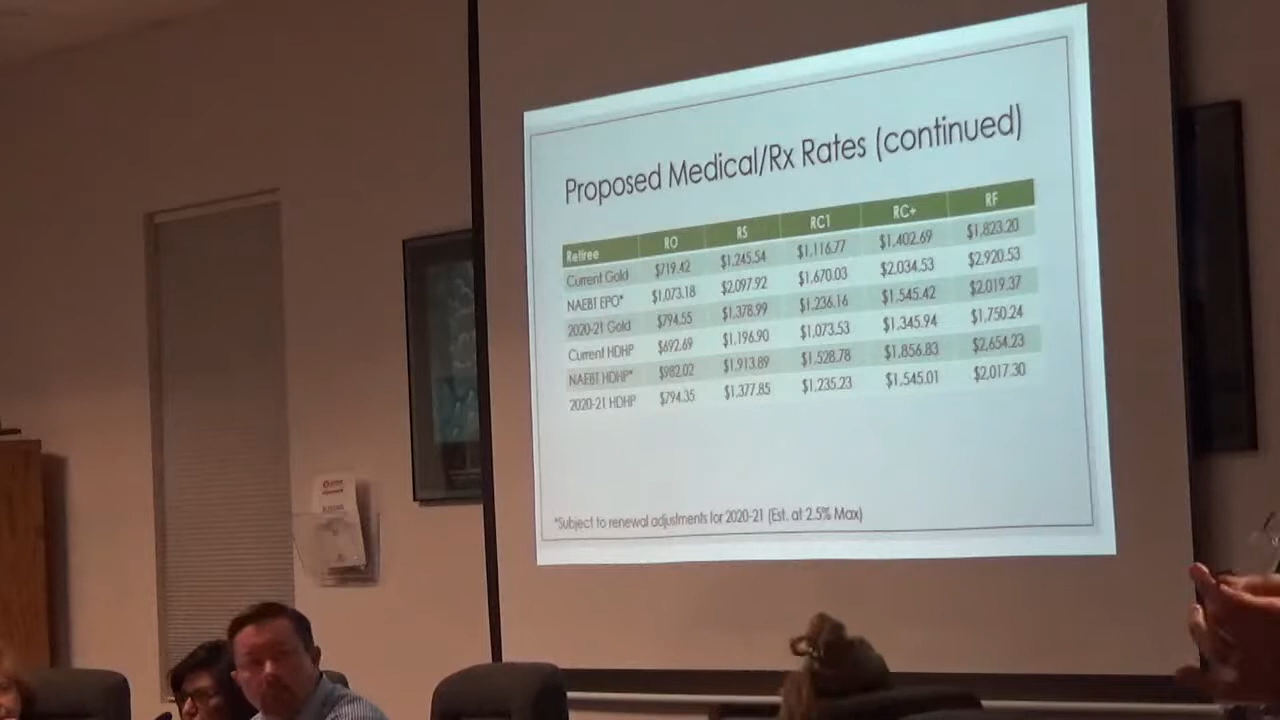 Proposed Medical/Rx Rates (continued)
Retiree RO RS RC1 RC+ RF
Current Gold $719.42 $1,245.54 $1,116.77 $1,402.69 $1,823.20
NAEBT EPO* $1,073.18 $2,097.92 $1,670.03 $2,034.53 $2,920.53
2020-21 Gold $794.55 $1,378.99 $1,236.16 $1,545.42 $2,019.37
Current HDHP $692.69 $1,196.90 $1,073.53 $1,345.94 $1,750.24
NAEBT HDHP* $982.02 $1,913.89 $1,528.78 $1,856.83 $2,654.23
2020-21 HDHP $794.35 $1,377.85 $1,235.23 $1,545.01 $2,017.30
*Subject to renewal adjustments for 2020-21 (Est. at 2.5% Max)